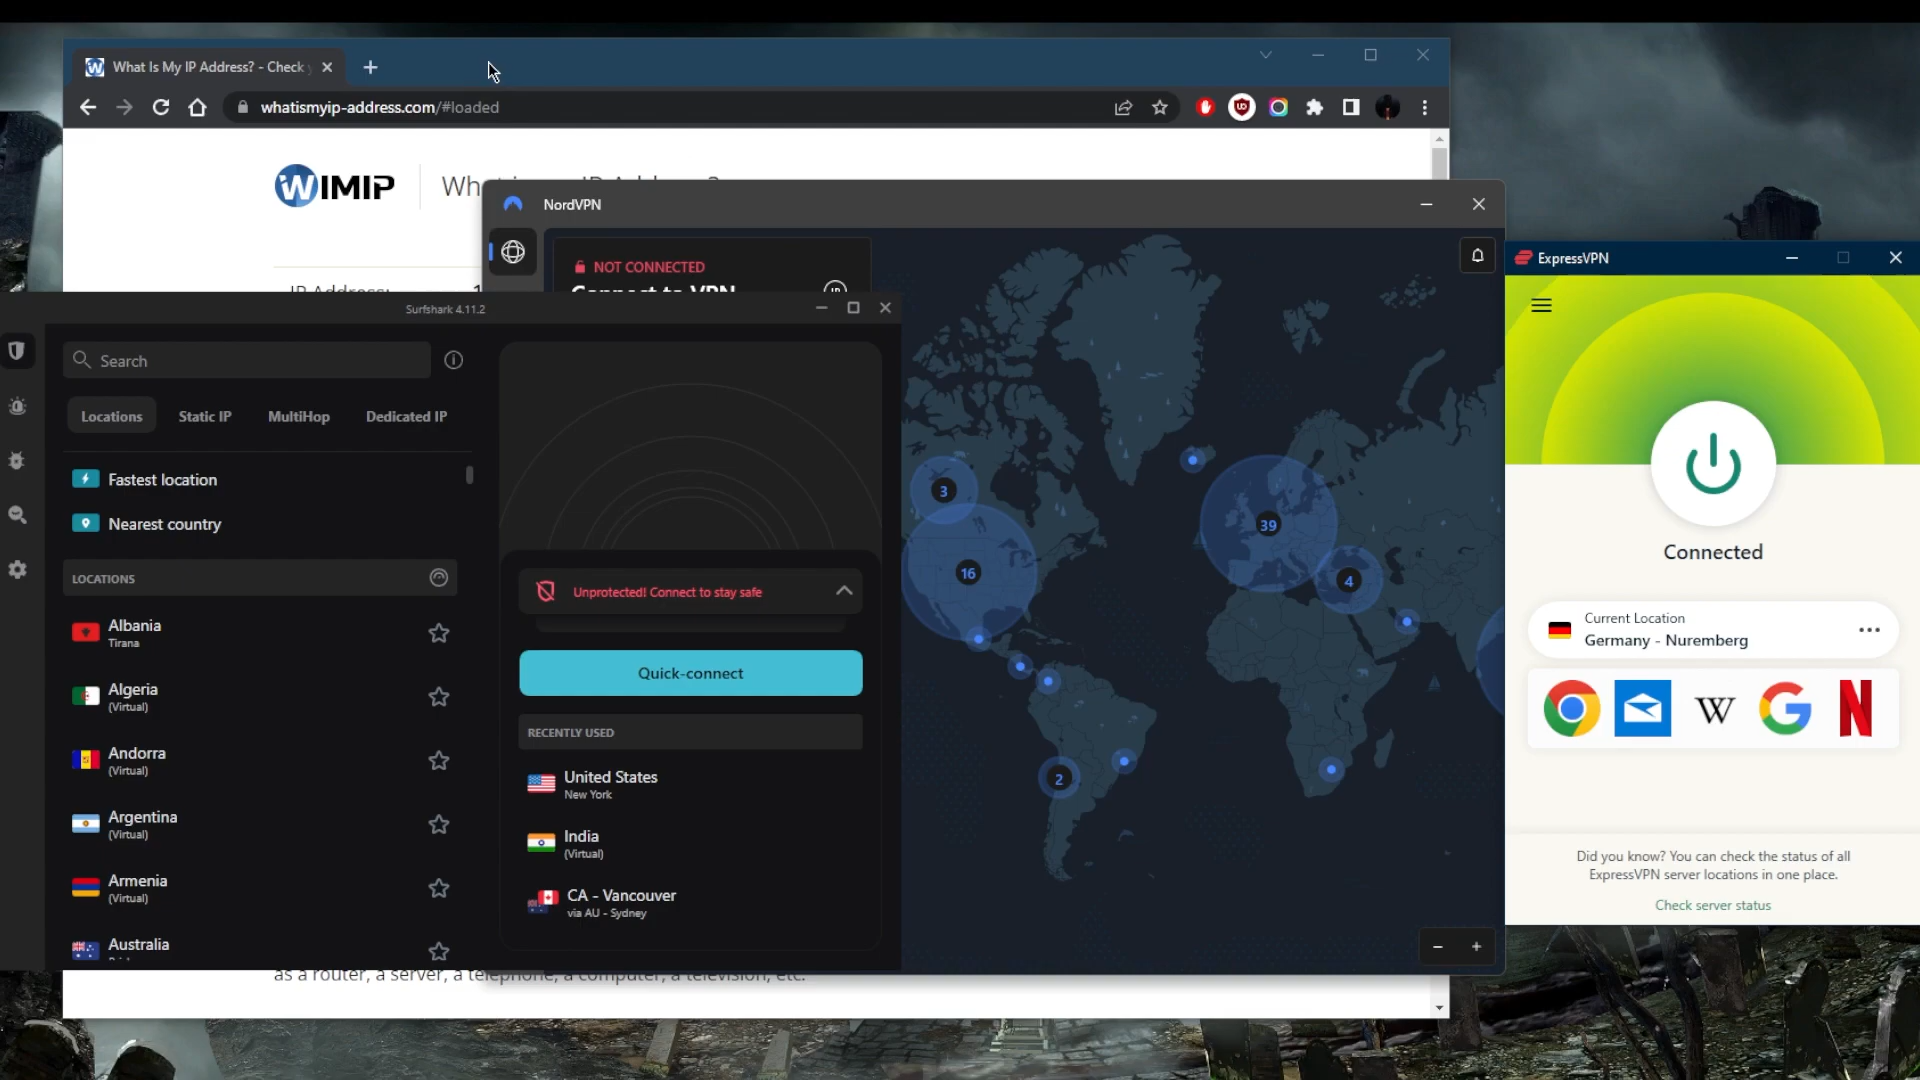 What Is My IP Address? - Check
whatismyip-address.com/#loaded
WIMIP
NordVPN
NOT CONNECTED
Connect to VPN
IP Address:
Surfshark 4.11.2
Search
Locations
Static IP
MultiHop
Dedicated IP
Fastest location
Nearest country
LOCATIONS
Albania
Tirana
Algeria
(Virtual)
Andorra
(Virtual)
Argentina
(Virtual)
Armenia
(Virtual)
Australia
Unprotected! Connect to stay safe
Quick-connect
RECENTLY USED
United States
New York
India
(Virtual)
CA - Vancouver
via AU - Sydney
3
16
39
4
2
ExpressVPN
Connected
Current Location
Germany - Nuremberg
Did you know? You can check the status of all
ExpressVPN server locations in one place.
Check server status
as a router, a server, a telephone, a computer, a television, etc.